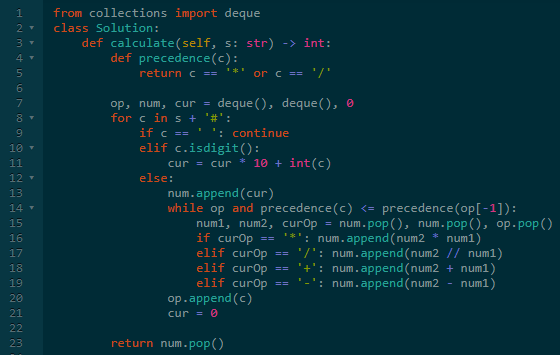 1 from collections import deque
2 class Solution:
3     def calculate(self, s: str) -> int:
4         def precedence(c):
5             return c == '*' or c == '/'
6
7         op, num, cur = deque(), deque(), 0
8         for c in s + '#':
9             if c == ' ': continue
10             elif c.isdigit():
11                 cur = cur * 10 + int(c)
12             else:
13                 num.append(cur)
14                 while op and precedence(c) <= precedence(op[-1]):
15                     num1, num2, curOp = num.pop(), num.pop(), op.pop()
16                     if curOp == '*': num.append(num2 * num1)
17                     elif curOp == '/': num.append(num2 // num1)
18                     elif curOp == '+': num.append(num2 + num1)
19                     elif curOp == '-': num.append(num2 - num1)
20                 op.append(c)
21                 cur = 0
22
23         return num.pop()